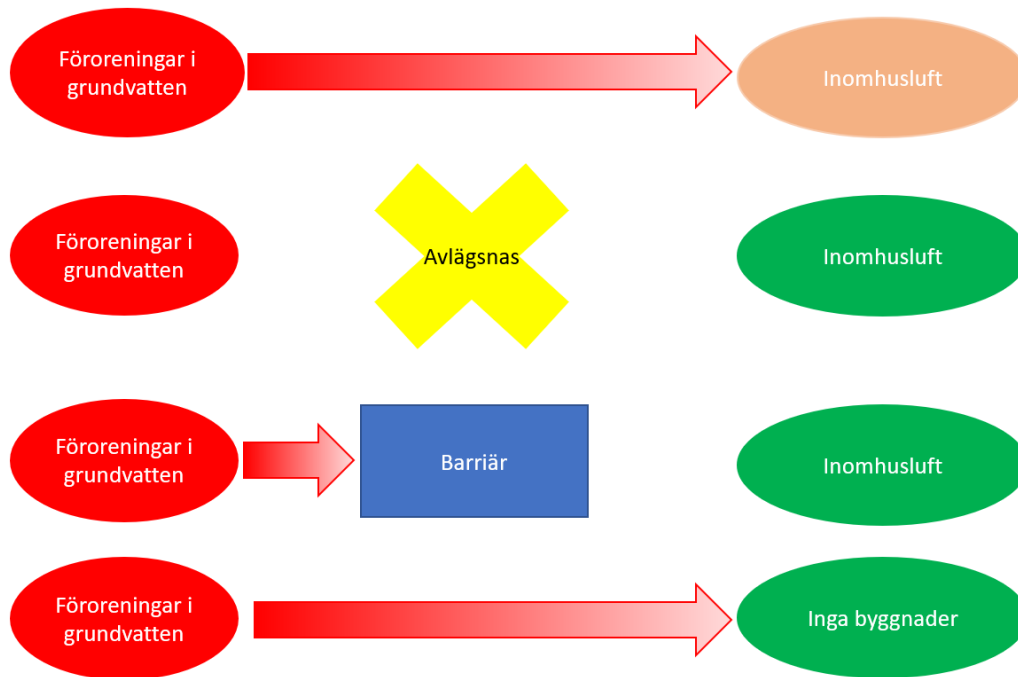 Föroreningar i
grundvatten
Inomhusluft
Föroreningar i
grundvatten
Avlägsnas
Inomhusluft
Föroreningar i
grundvatten
Barriär
Inomhusluft
Föroreningar i
grundvatten
Inga byggnader